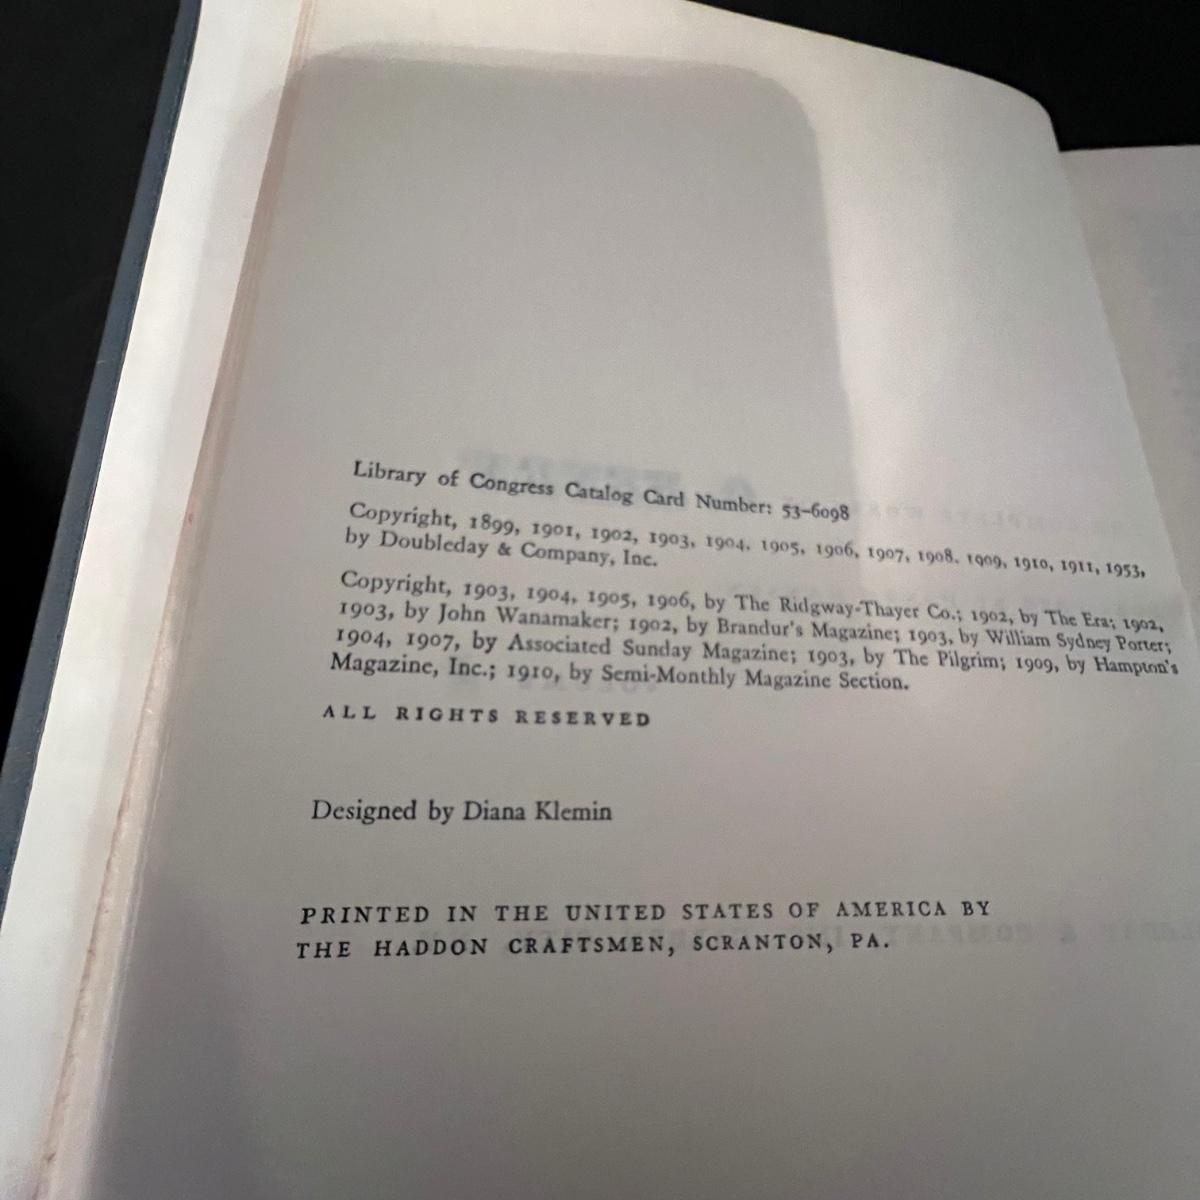 Library of Congress Catalog Card Number: 53-6098
Copyright, 1899, 1901, 1902, 1903, 1904, 1905, 1906, 1907, 1908, 1909, 1910, 1911, 1953,
by Doubleday & Company, Inc.
Copyright, 1903, 1904, 1905, 1906, by The Ridgway-Thayer Co.; 1902, by The Era; 1902,
1903, by John Wanamaker; 1902, by Brandur's Magazine; 1903, by William Sydney Porter;
1904, 1907, by Associated Sunday Magazine; 1903, by The Pilgrim; 1909, by Hampton's
Magazine, Inc.; 1910, by Semi-Monthly Magazine Section.
ALL RIGHTS RESERVED
Designed by Diana Klemin
PRINTED IN THE UNITED STATES OF AMERICA BY
THE HADDON CRAFTSMEN, SCRANTON, PA.